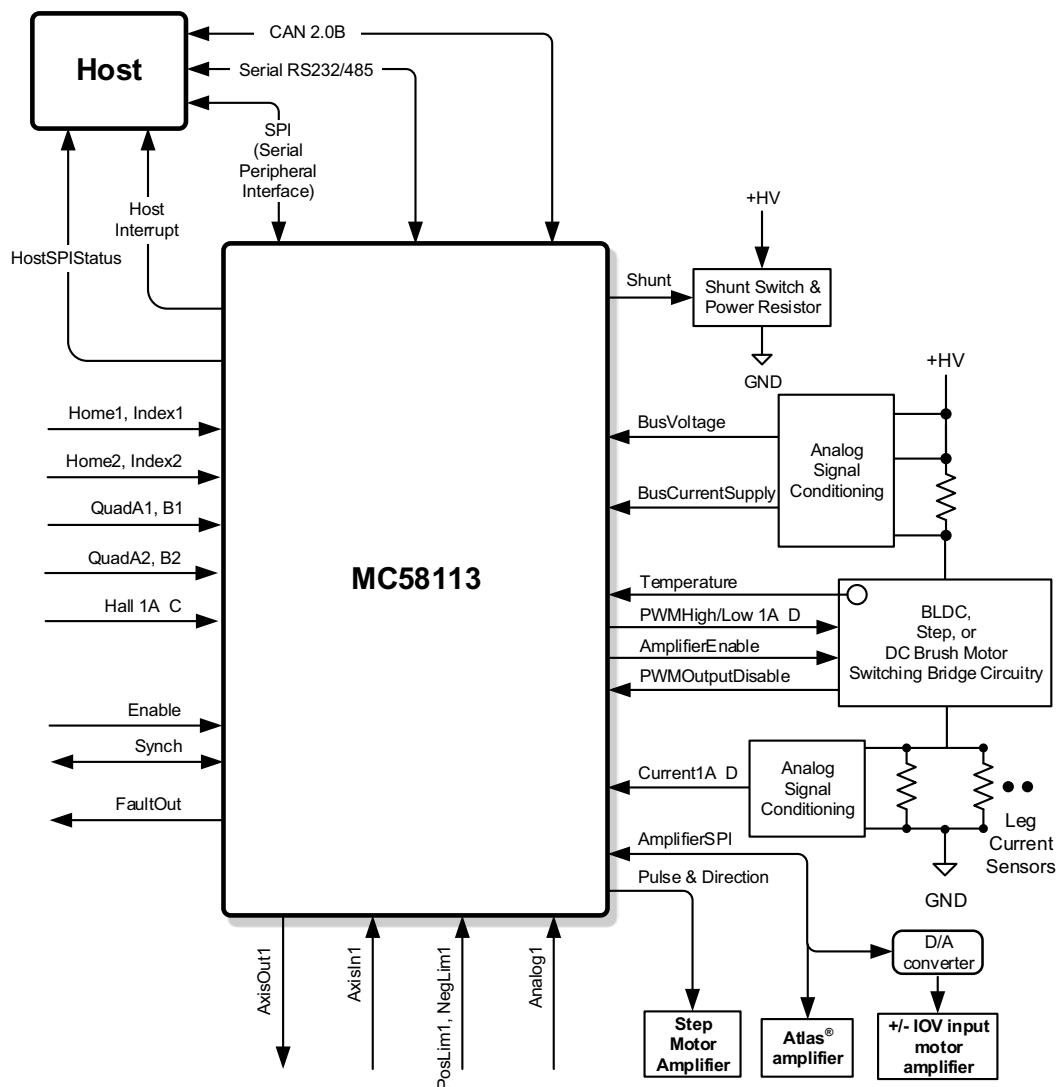 CAN 2.0B
Host
Serial RS232/485
SPI
(Serial
Peripheral
Interface)
Host
Interrupt
HostSPIStatus
+HV
Shunt
Shunt Switch &
Power Resistor
GND
+HV
Home1, Index1
Home2, Index2
QuadA1, B1
QuadA2, B2
Hall 1A C
Enable
Synch
FaultOut
MC58113
BusVoltage
BusCurrentSupply
Analog
Signal
Conditioning
Temperature
PWMHigh/Low 1A D
AmplifierEnable
PWMOutputDisable
BLDC,
Step, or
DC Brush Motor
Switching Bridge Circuitry
Current1A D
Analog
Signal
Conditioning
Leg
Current
Sensors
GND
AmplifierSPI
Pulse & Direction
D/A
converter
AxisOut1
AxisIn1
PosLim1, NegLim1
Analog1
Step
Motor
Amplifier
Atlas®
amplifier
+/- IOV input
motor
amplifier